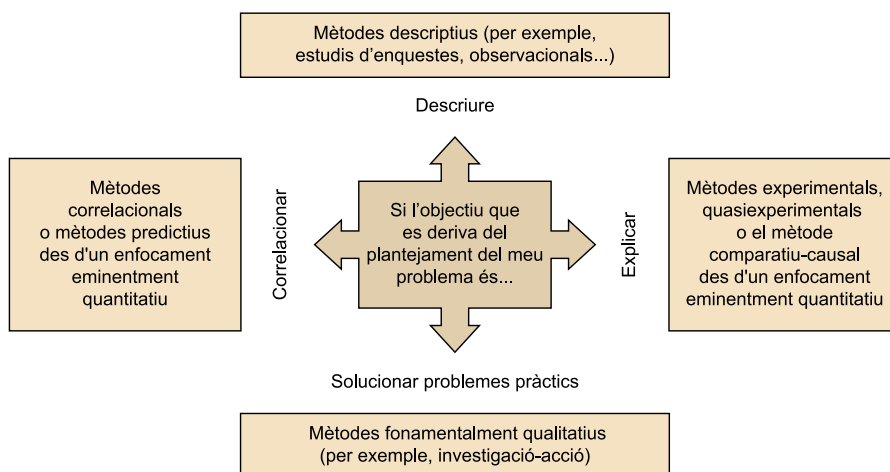 Mètodes descriptius (per exemple,
estudis d'enquestes, observacionals...)
Descriure
Mètodes
correlacionals
o mètodes predictius
des d'un enfocament
eminentment
quantitatiu
Correlacionar
Si l'objectiu que
es deriva del
plantejament del meu
problema és...
Explicar
Mètodes experimentals,
quasiexperimentals
o el mètode
comparatiu-causal
des d'un enfocament
eminentment quantitatiu
Solucionar problemes pràctics
Mètodes fonamentalment qualitatius
(per exemple, investigació-acció)